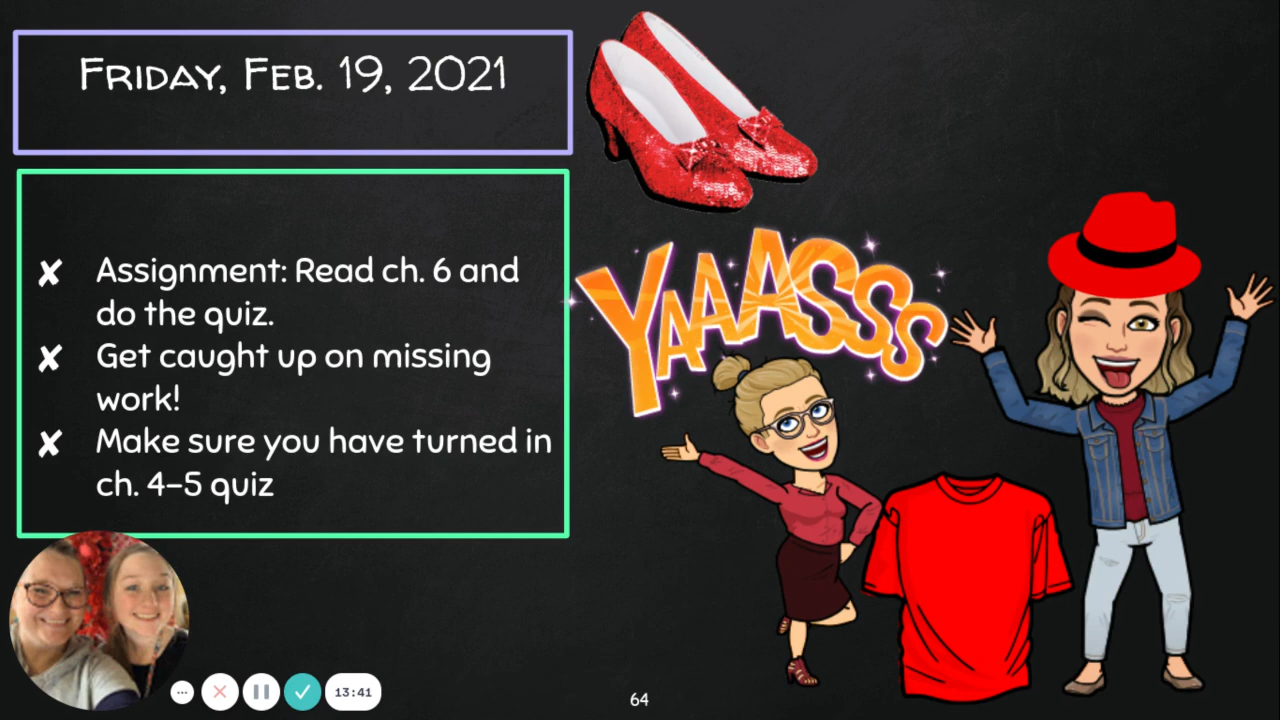 Friday, Feb. 19, 2021
✘ Assignment: Read ch. 6 and
do the quiz.
✘ Get caught up on missing
work!
✘ Make sure you have turned in
ch. 4-5 quiz
YAAASSS
13:41
64